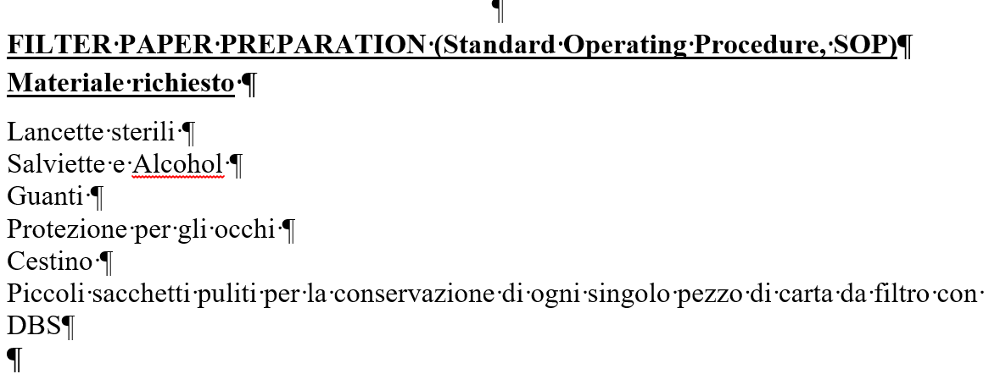 FILTER PAPER PREPARATION (Standard Operating Procedure, SOP)¶
Materiale richiesto ¶
Lancette sterili ¶
Salviette e Alcohol ¶
Guanti ¶
Protezione per gli occhi ¶
Cestino ¶
Piccoli sacchetti puliti per la conservazione di ogni singolo pezzo di carta da filtro con
DBS¶
¶